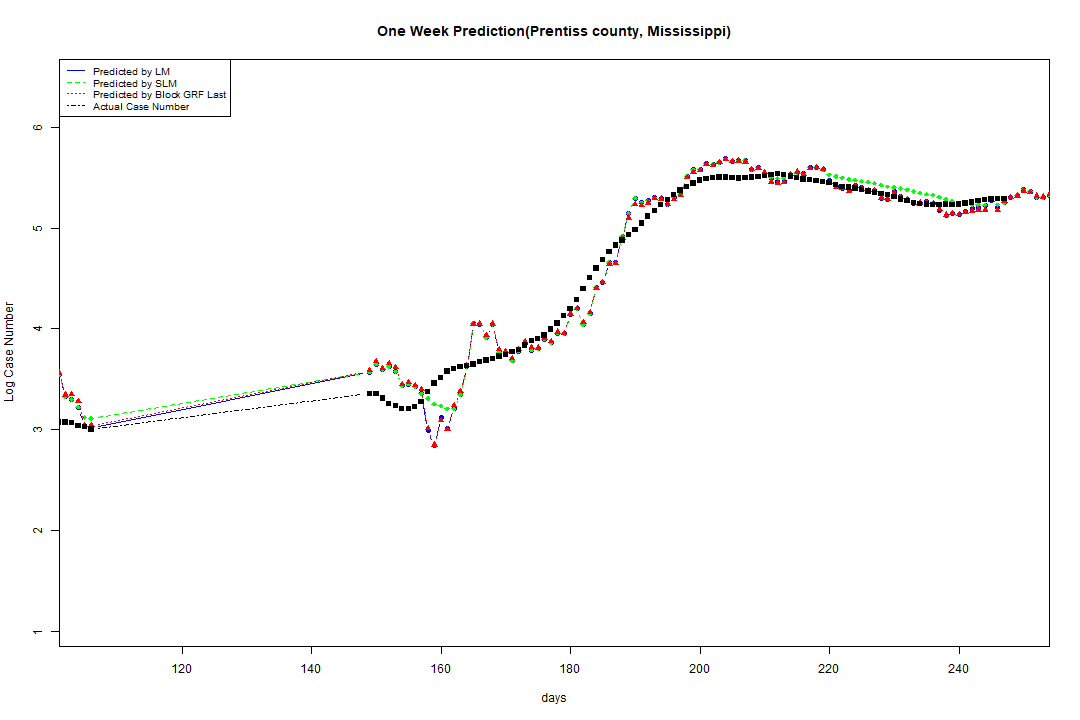 One Week Prediction(Prentiss county, Mississippi)
Predicted by LM
Predicted by SLM
Predicted by Block GRF Last
Actual Case Number
6
5
4
3
2
1
Log Case Number
120 140 160 180 200 220 240
days